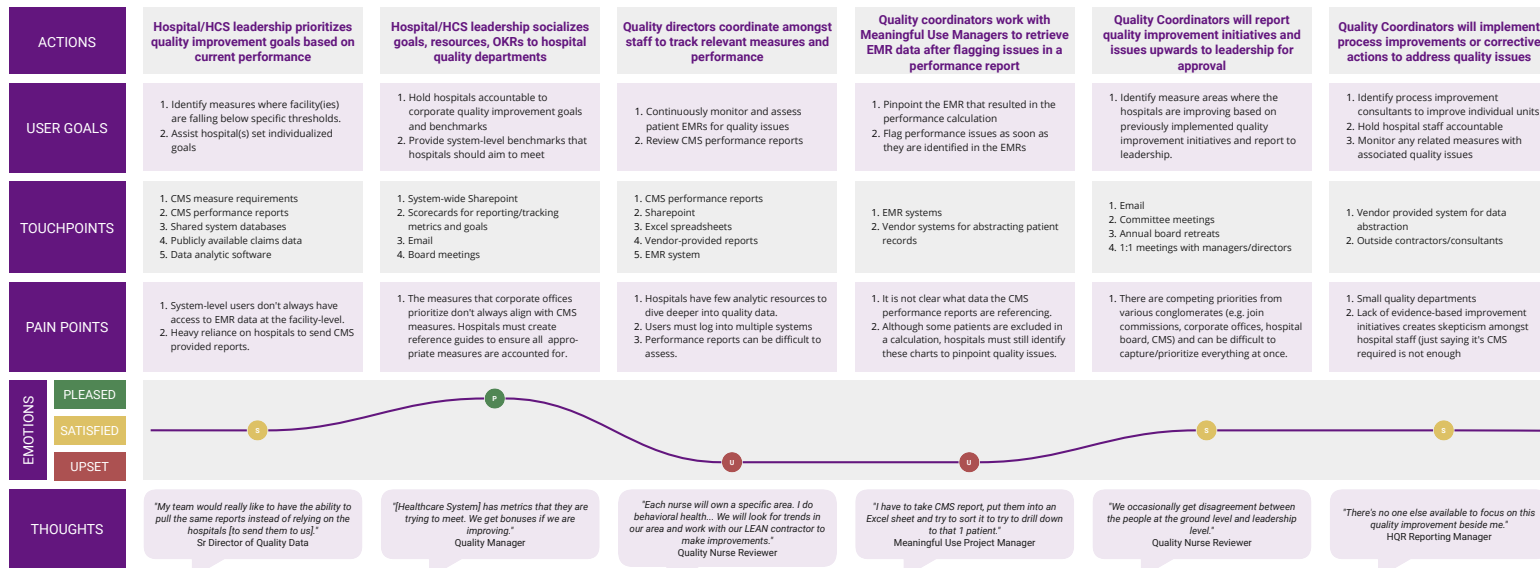 ACTIONS
Hospital/HCS leadership prioritizes
quality improvement goals based on
current performance
Hospital/HCS leadership socializes
goals, resources, OKRs to hospital
quality departments
Quality directors coordinate amongst
staff to track relevant measures and
performance
Quality coordinators work with
Meaningful Use Managers to retrieve
EMR data after flagging issues in a
performance report
Quality Coordinators will report
quality improvement initiatives and
issues upwards to leadership for
approval
Quality Coordinators will implement
process improvements or corrective
actions to address quality issues
USER GOALS
1. Identify measures where facility(ies)
are falling below specific thresholds.
2. Assist hospital(s) set individualized
goals
1. Hold hospitals accountable to
corporate quality improvement goals
and benchmarks
2. Provide system-level benchmarks that
hospitals should aim to meet
1. Continuously monitor and assess
patient EMRs for quality issues
2. Review CMS performance reports
1. Pinpoint the EMR that resulted in the
performance calculation
2. Flag performance issues as soon as
they are identified in the EMRs
1. Identify measure areas where the
hospitals are improving based on
previously implemented quality
improvement initiatives and report to
leadership.
1. Identify process improvement
consultants to improve individual units
2. Hold hospital staff accountable
3. Monitor any related measures with
associated quality issues
TOUCHPOINTS
1. CMS measure requirements
2. CMS performance reports
3. Shared system databases
4. Publicly available claims data
5. Data analytic software
1. System-wide Sharepoint
2. Scorecards for reporting/tracking
metrics and goals
3. Email
4. Board meetings
1. CMS performance reports
2. Sharepoint
3. Excel spreadsheets
4. Vendor-provided reports
5. EMR system
1. EMR systems
2. Vendor systems for abstracting patient
records
1. Email
2. Committee meetings
3. Annual board retreats
4. 1:1 meetings with managers/directors
1. Vendor provided system for data
abstraction
2. Outside contractors/consultants
PAIN POINTS
1. System-level users don't always have
access to EMR data at the facility-level.
2. Heavy reliance on hospitals to send CMS
provided reports.
1. The measures that corporate offices
prioritize don't always align with CMS
measures. Hospitals must create
reference guides to ensure all appro-
priate measures are accounted for.
1. Hospitals have few analytic resources to
dive deeper into quality data.
2. Users must log into multiple systems
3. Performance reports can be difficult to
assess.
1. It is not clear what data the CMS
performance reports are referencing.
2. Although some patients are excluded in
a calculation, hospitals must still identify
these charts to pinpoint quality issues.
1. There are competing priorities from
various conglomerates (e.g. join
commissions, corporate offices, hospital
board, CMS) and can be difficult to
capture/prioritize everything at once.
1. Small quality departments
2. Lack of evidence-based improvement
initiatives creates skepticism amongst
hospital staff (just saying it's CMS
required is not enough
EMOTIONS
PLEASED
SATISFIED
UPSET
S
P
U
U
S
S
THOUGHTS
"My team would really like to have the ability to
pull the same reports instead of relying on the
hospitals [to send them to us]."
Sr Director of Quality Data
"[Healthcare System] has metrics that they are
trying to meet. We get bonuses if we are
improving."
Quality Manager
"Each nurse will own a specific area. I do
behavioral health... We will look for trends in
our area and work with our LEAN contractor to
make improvements."
Quality Nurse Reviewer
"I have to take CMS report, put them into an
Excel sheet and try to sort it to try to drill down
to that 1 patient."
Meaningful Use Project Manager
"We occasionally get disagreement between
the people at the ground level and leadership
level."
Quality Nurse Reviewer
"There's no one else available to focus on this
quality improvement beside me."
HQR Reporting Manager